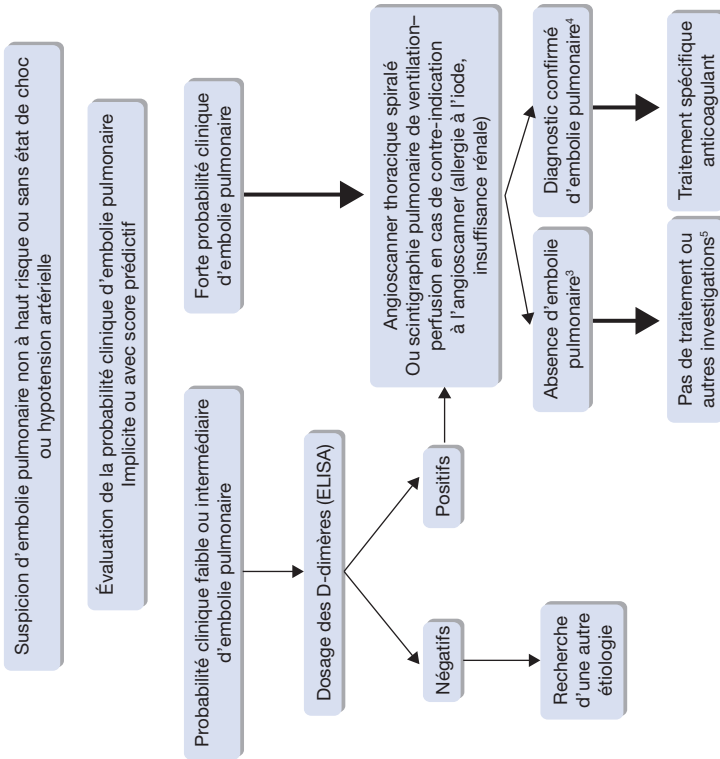 Suspicion d'embolie pulmonaire non à haut risque ou sans état de choc
ou hypotension artérielle
Évaluation de la probabilité clinique d'embolie pulmonaire
Implicite ou avec score prédictif
Probabilité clinique faible ou intermédiaire
d'embolie pulmonaire
Forte probabilité clinique
d'embolie pulmonaire
Dosage des D-dimères (ELISA)
Négatifs
Positifs
Recherche
d'une autre
étiologie
Angioscanner thoracique spiralé
Ou scintigraphie pulmonaire de ventilation–
perfusion en cas de contre-indication
à l'angioscanner (allergie à l'iode,
insuffisance rénale)
Absence d'embolie
pulmonaire³
Diagnostic confirmé
d'embolie pulmonaire⁴
Pas de traitement ou
autres investigations⁵
Traitement spécifique
anticoagulant